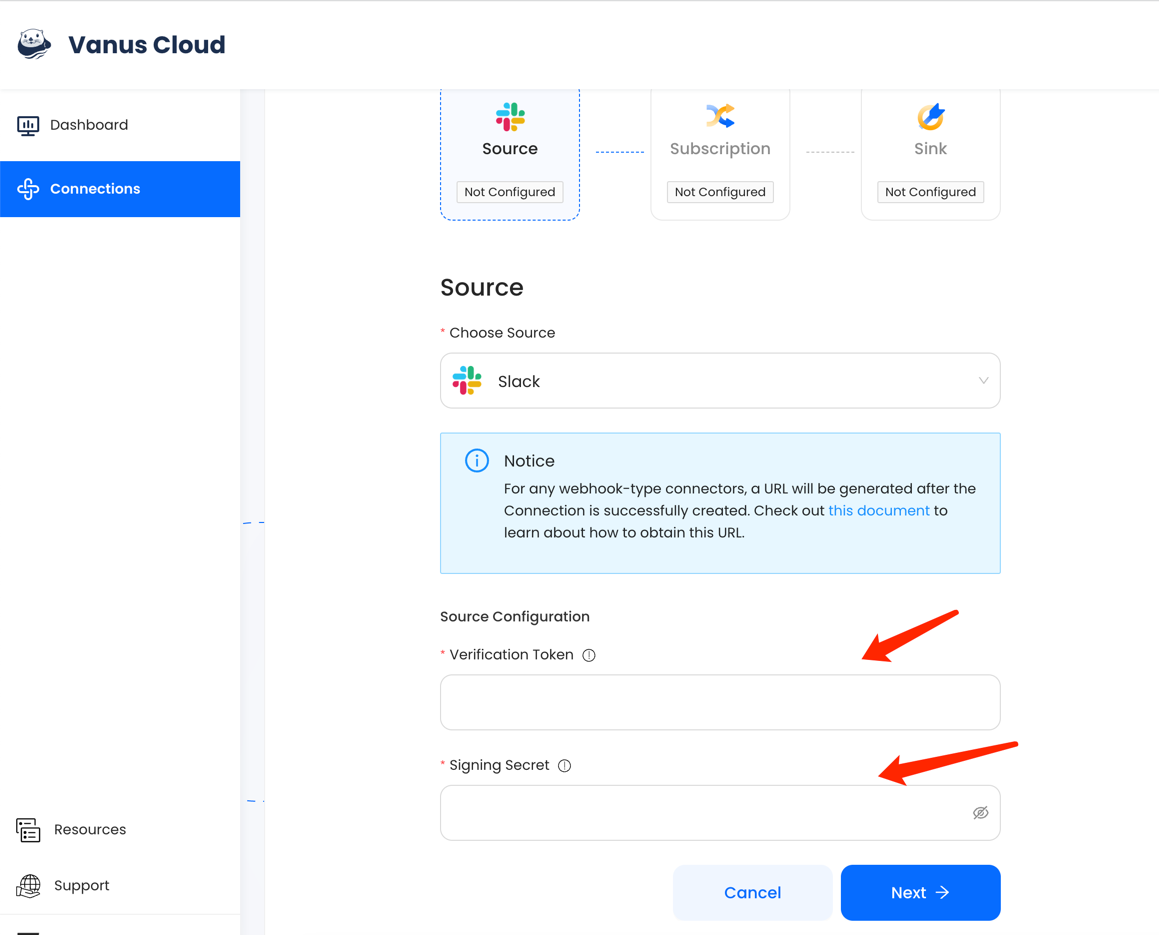 Vanus Cloud
Dashboard
Connections
Resources
Support
Source
Not Configured
Subscription
Not Configured
Sink
Not Configured
Source
* Choose Source
Slack
Notice
For any webhook-type connectors, a URL will be generated after the
Connection is successfully created. Check out this document to
learn about how to obtain this URL.
Source Configuration
* Verification Token
* Signing Secret
Cancel
Next →